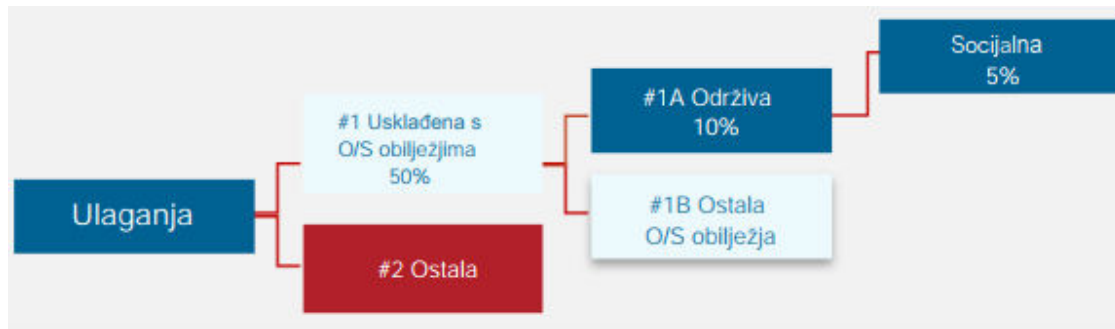 Ulaganja
#1 Usklađena s
O/S obilježjima
50%
#2 Ostala
#1A Održiva
10%
#1B Ostala
O/S obilježja
Socijalna
5%